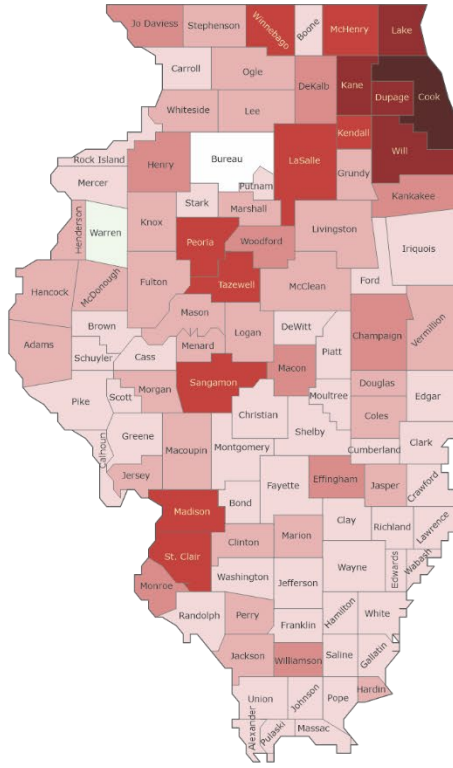 Jo Daviess
Stephenson
Winnebago
Boone
McHenry
Lake
Carroll
Ogle
DeKalb
Kane
Dupage
Cook
Whiteside
Lee
Kendall
Will
Rock Island
Henry
Bureau
LaSalle
Grundy
Mercer
Putnam
Kankakee
Stark
Marshall
Henderson
Warren
Knox
Peoria
Woodford
Livingston
Iriquois
Hancock
McDonough
Fulton
Tazewell
McClean
Ford
Mason
Vermillion
Adams
Brown
Schuyler
Cass
Menard
Logan
DeWitt
Piatt
Champaign
Pike
Scott
Morgan
Sangamon
Macon
Moultree
Douglas
Edgar
Christian
Coles
Calhoun
Greene
Macoupin
Montgomery
Shelby
Cumberland
Clark
Jersey
Fayette
Effingham
Jasper
Crawford
Madison
Bond
Clay
Richland
Lawrence
St. Clair
Clinton
Marion
Wayne
Edwards
Wabash
Monroe
Washington
Jefferson
Randolph
Perry
Franklin
Hamilton
White
Jackson
Williamson
Saline
Gallatin
Union
Johnson
Pope
Hardin
Alexander
Pulaski
Massac